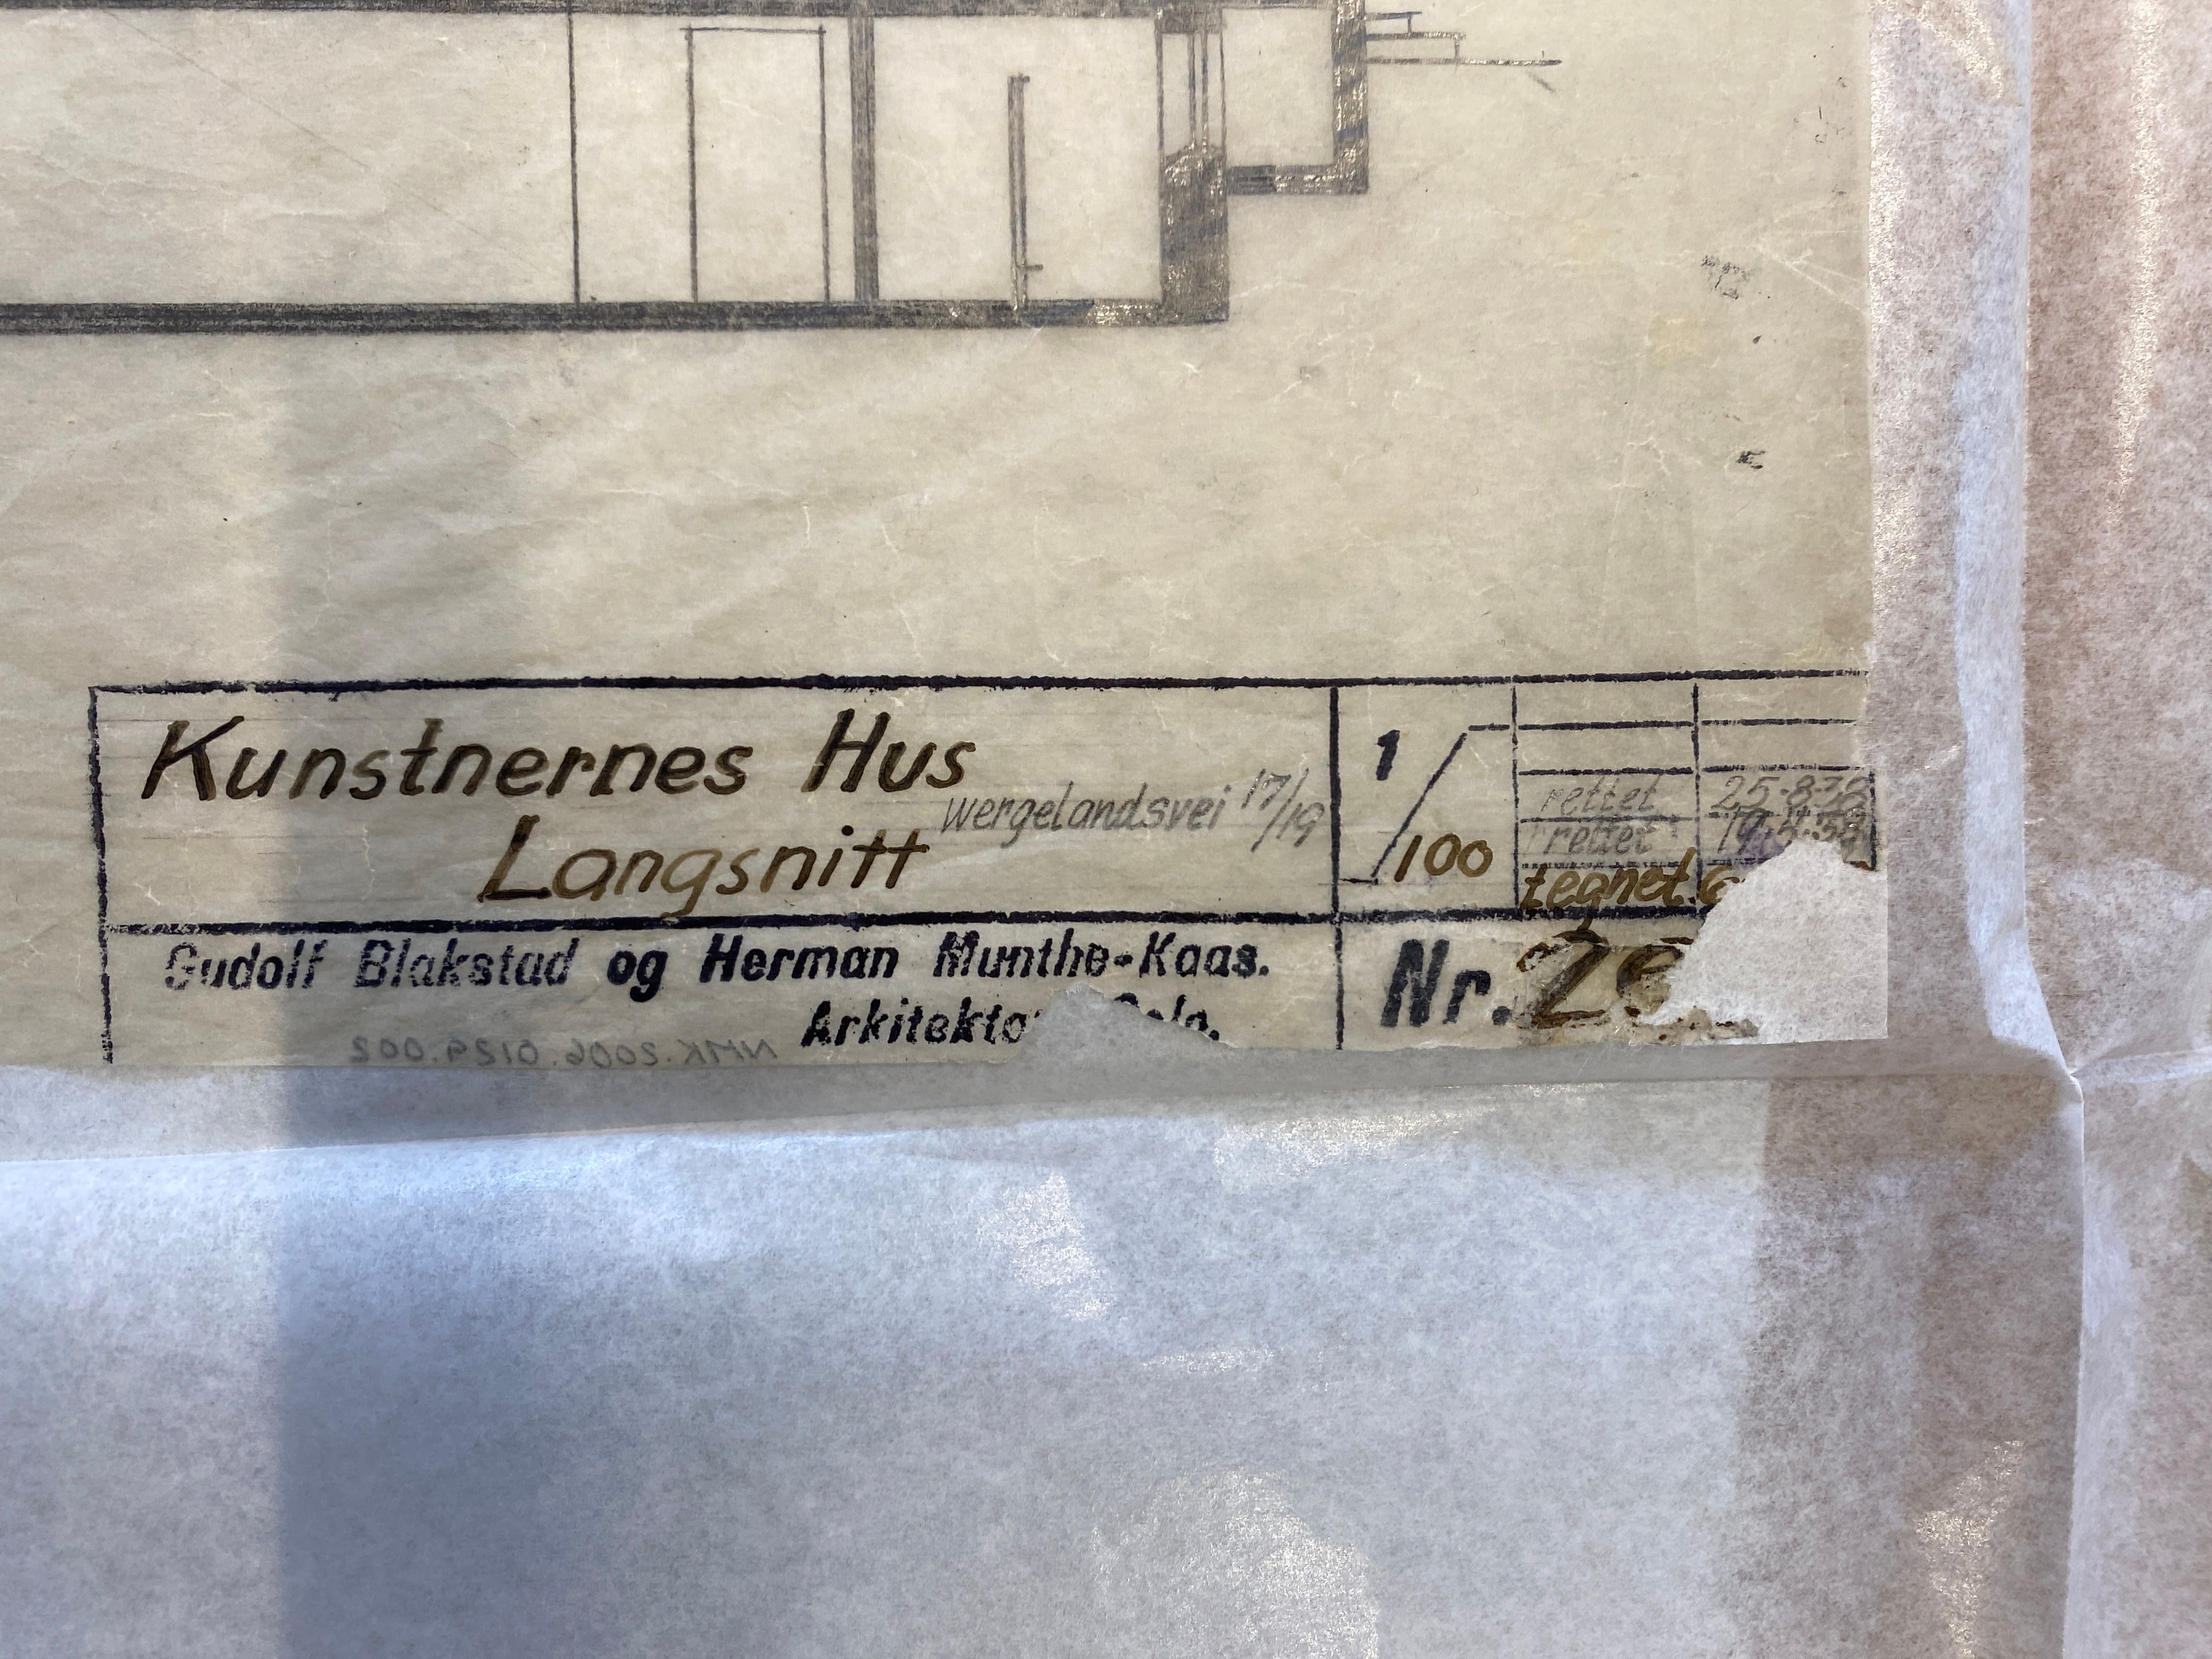 Kunstnernes Hus
Wergelandsvei 17/19
Langsnitt
1/100
rettet 25-8-38
rettet
tegnet.
Gudolf Blakstad og Herman Munthe-Kaas.
Nr.
NMK.2006.0129.002